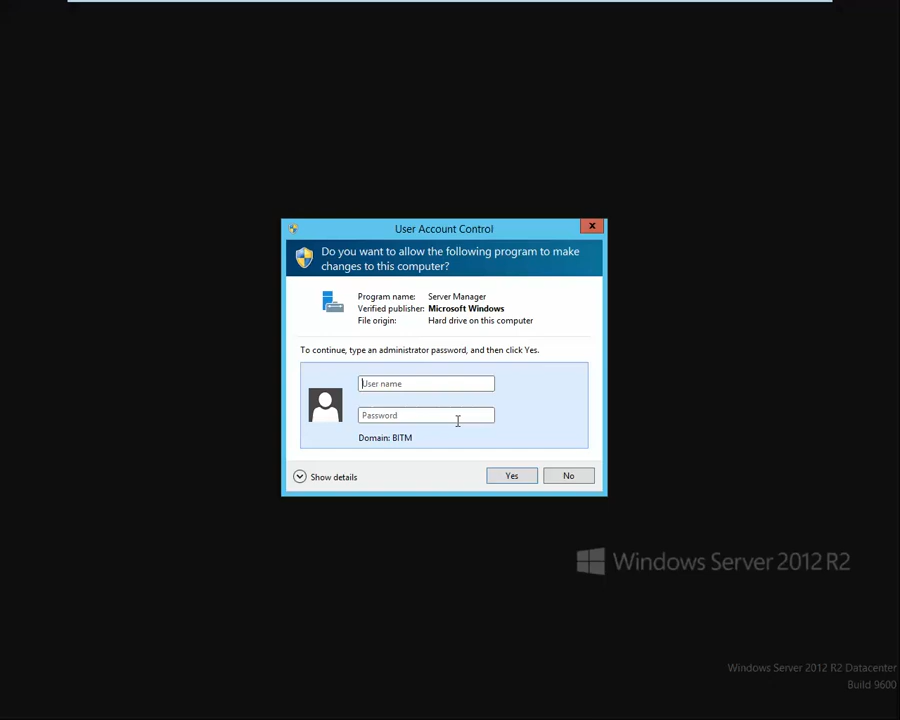 User Account Control
Do you want to allow the following program to make
changes to this computer?
Program name: Server Manager
Verified publisher: Microsoft Windows
File origin: Hard drive on this computer
To continue, type an administrator password, and then click Yes.
User name
Password
Domain: BITM
Show details
Yes
No
Windows Server 2012 R2
Windows Server 2012 R2 Datacenter
Build 9600